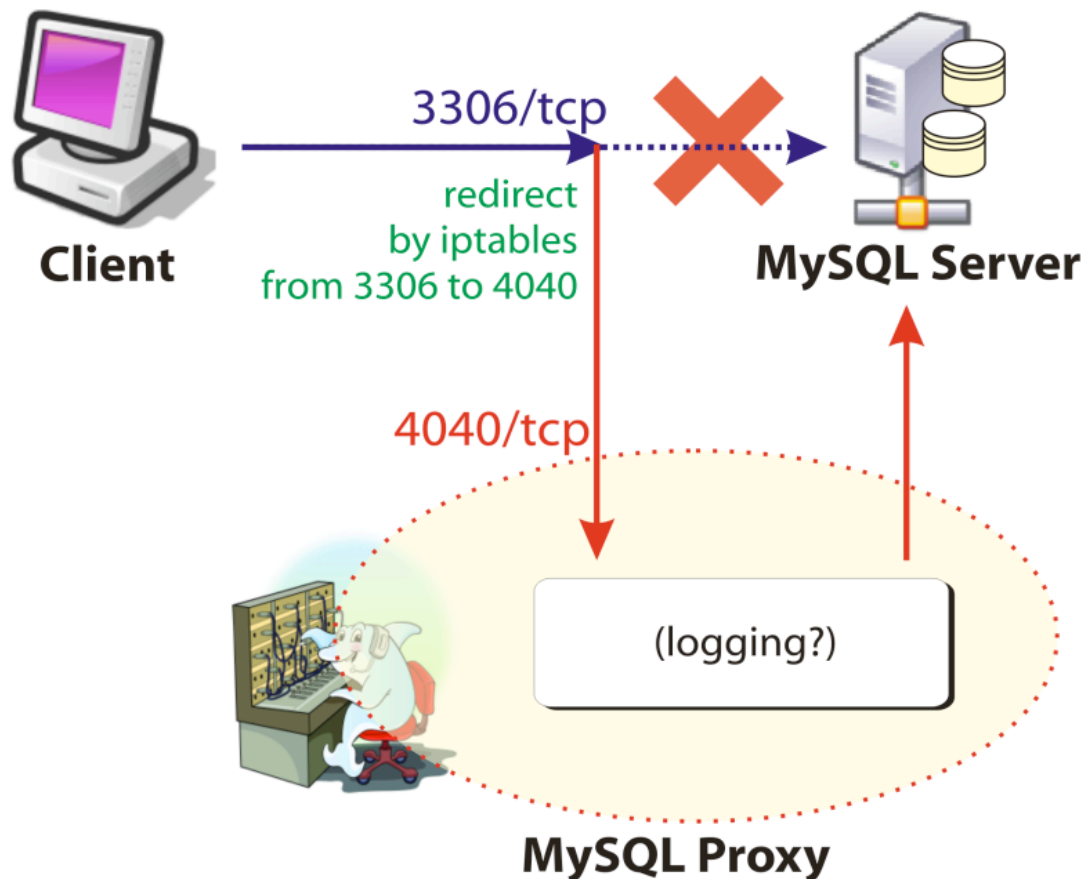 3306/tcp
redirect
by iptables
from 3306 to 4040
Client
MySQL Server
4040/tcp
(logging?)
MySQL Proxy